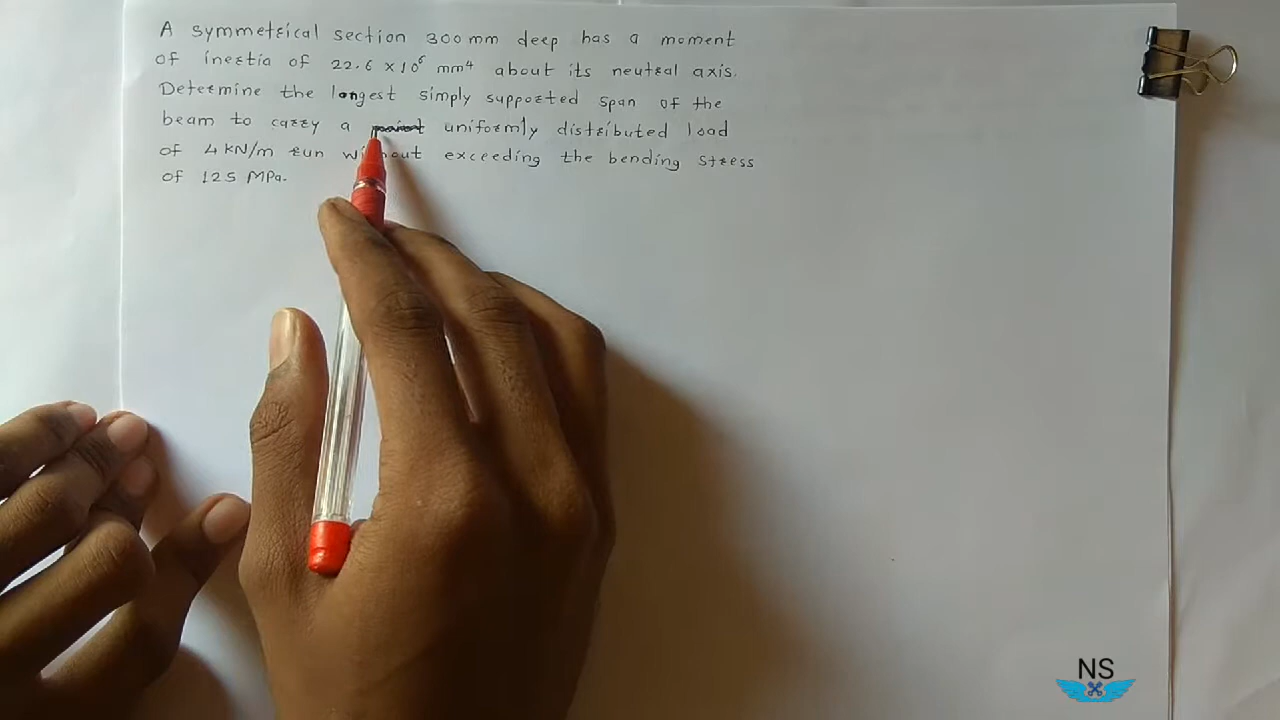 A symmetrical section 300 mm deep has a moment
of inertia of 22.6 × 10⁶ mm⁴ about its neutral axis.
Determine the longest simply supported span of the
beam to carry a uniformly distributed load
of 4 kN/m run without exceeding the bending stress
of 125 MPa.
NS